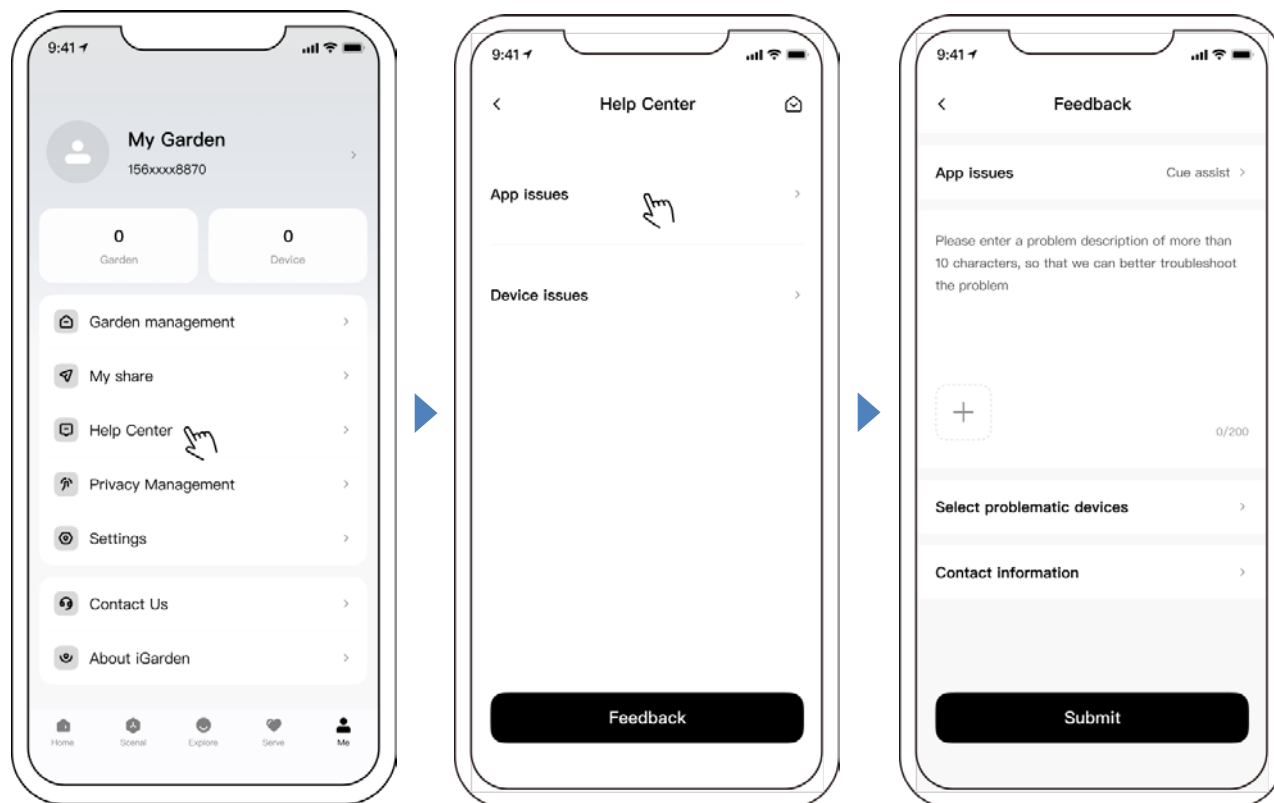 9:41
My Garden
156xxxx8870
0
Garden
0
Device
Garden management
My share
Help Center
Privacy Management
Settings
Contact Us
About iGarden
Home
Scenal
Explore
Serve
Me
9:41
Help Center
App issues
Device issues
Feedback
9:41
Feedback
App issues
Cue assist
Please enter a problem description of more than
10 characters, so that we can better troubleshoot
the problem
0/200
Select problematic devices
Contact information
Submit